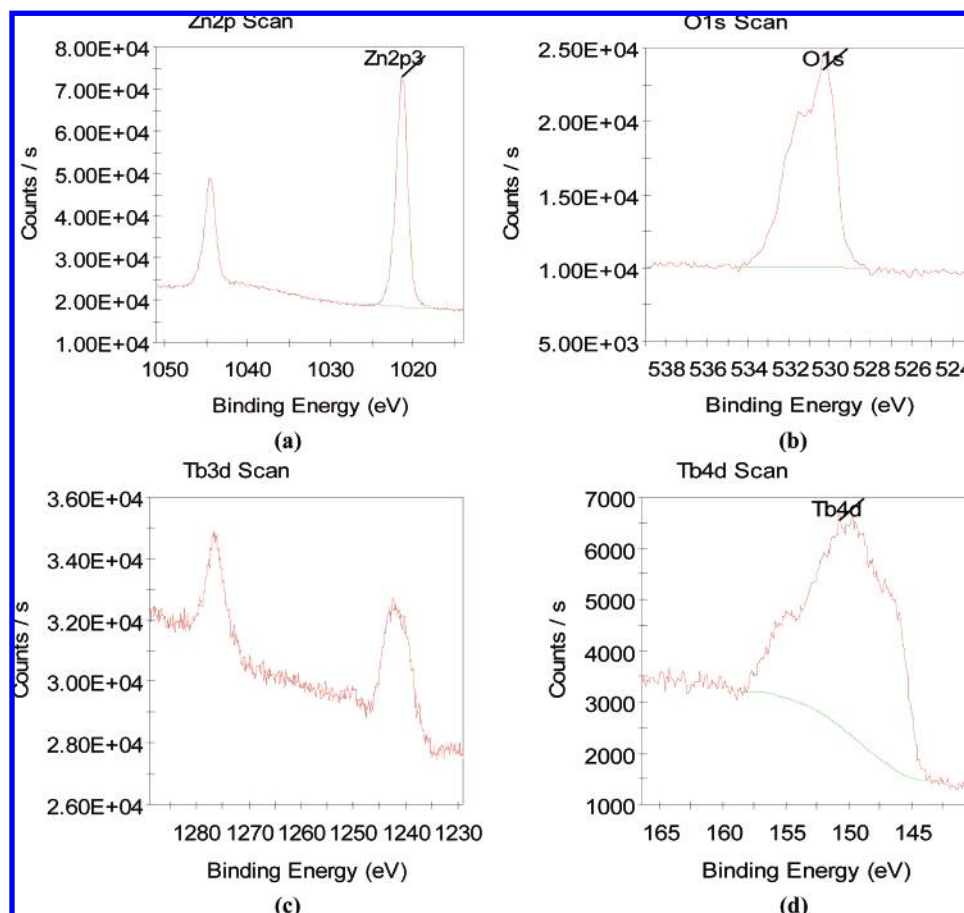 Zn2p Scan
8.00E+04
7.00E+04
6.00E+04
5.00E+04
4.00E+04
3.00E+04
2.00E+04
1.00E+04
Counts / s
Zn2p3
1050 1040 1030 1020
Binding Energy (eV)
(a)
O1s Scan
2.50E+04
2.00E+04
1.50E+04
1.00E+04
5.00E+03
Counts / s
O1s
538 536 534 532 530 528 526 524
Binding Energy (eV)
(b)
Tb3d Scan
3.60E+04
3.40E+04
3.20E+04
3.00E+04
2.80E+04
2.60E+04
Counts / s
1280 1270 1260 1250 1240 1230
Binding Energy (eV)
(c)
Tb4d Scan
7000
6000
5000
4000
3000
2000
1000
Counts / s
Tb4d
165 160 155 150 145
Binding Energy (eV)
(d)